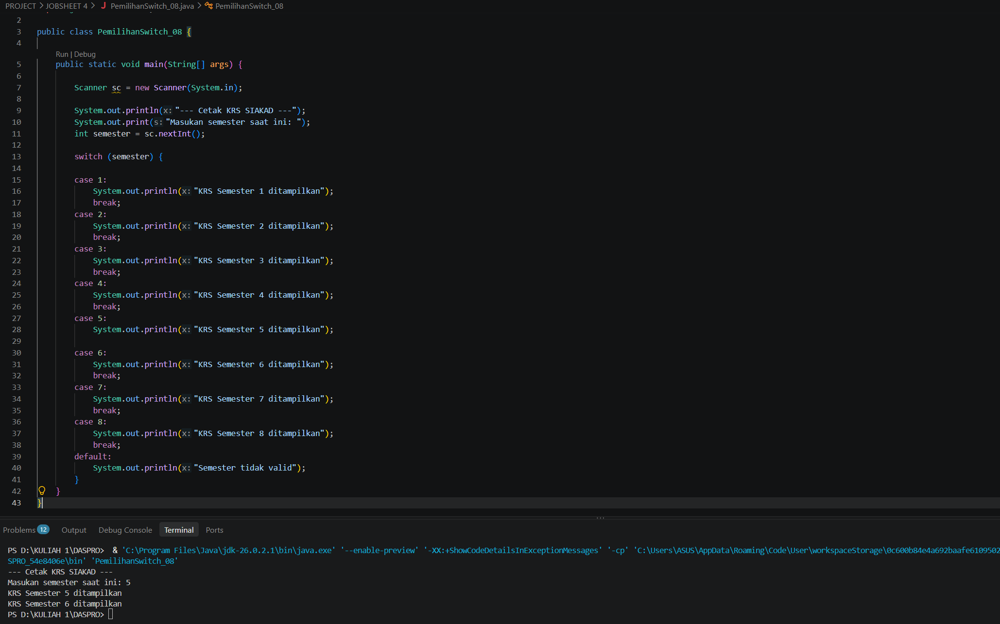 PROJECT > JOBSHEET 4 > J PemilihanSwitch_08.java > PemilihanSwitch_08
2
3 public class PemilihanSwitch_08 {
4
Run | Debug
5 public static void main(String[] args) {
6
7 Scanner sc = new Scanner(System.in);
8
9 System.out.println(x: "--- Cetak KRS SIAKAD ---");
10 System.out.print(s: "Masukan semester saat ini: ");
11 int semester = sc.nextInt();
12
13 switch (semester) {
14
15 case 1:
16 System.out.println(x: "KRS Semester 1 ditampilkan");
17 break;
18 case 2:
19 System.out.println(x: "KRS Semester 2 ditampilkan");
20 break;
21 case 3:
22 System.out.println(x: "KRS Semester 3 ditampilkan");
23 break;
24 case 4:
25 System.out.println(x: "KRS Semester 4 ditampilkan");
26 break;
27 case 5:
28 System.out.println(x: "KRS Semester 5 ditampilkan");
29
30 case 6:
31 System.out.println(x: "KRS Semester 6 ditampilkan");
32 break;
33 case 7:
34 System.out.println(x: "KRS Semester 7 ditampilkan");
35 break;
36 case 8:
37 System.out.println(x: "KRS Semester 8 ditampilkan");
38 break;
39 default:
40 System.out.println(x: "Semester tidak valid");
41 }
42 }
43 }
Problems 12 Output Debug Console Terminal Ports
PS D:\KULIAH 1\DASPRO> & 'C:\Program Files\Java\jdk-26.0.2.1\bin\java.exe' '--enable-preview' '-XX:+ShowCodeDetailsInExceptionMessages' '-cp' 'C:\Users\ASUS\AppData\Roaming\Code\User\workspaceStorage\0c600b84e4a692baafe6109502
SPRO_54e8406e\bin' 'PemilihanSwitch_08'
--- Cetak KRS SIAKAD ---
Masukan semester saat ini: 5
KRS Semester 5 ditampilkan
KRS Semester 6 ditampilkan
PS D:\KULIAH 1\DASPRO>